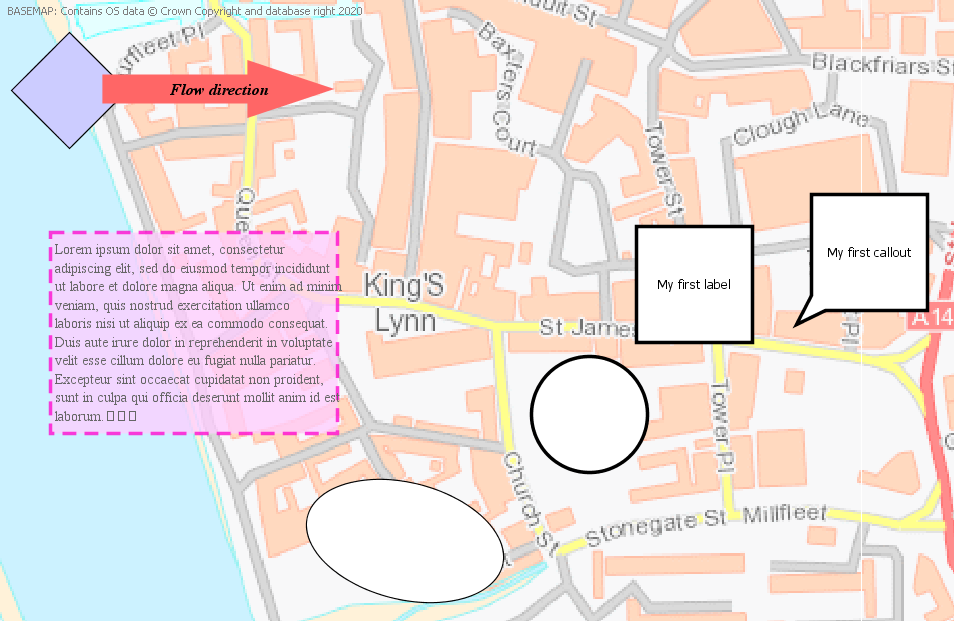 BASEMAP: Contains OS data © Crown Copyright and database right 2020
Conduit St
Baxters Court
Blackfriars St
Flow direction
Clough Lane
Tower St
My first callout
Lorem ipsum dolor sit amet, consectetur
adipiscing elit, sed do eiusmod tempor incididunt
ut labore et dolore magna aliqua. Ut enim ad minim
veniam, quis nostrud exercitation ullamco
laboris nisi ut aliquip ex ea commodo consequat.
Duis aute irure dolor in reprehenderit in voluptate
velit esse cillum dolore eu fugiat nulla pariatur.
Excepteur sint occaecat cupidatat non proident,
sunt in culpa qui officia deserunt mollit anim id est
laborum.
King'S
Lynn
My first label
St James
Tower Pl
Church St
Stonegate St
Millfleet